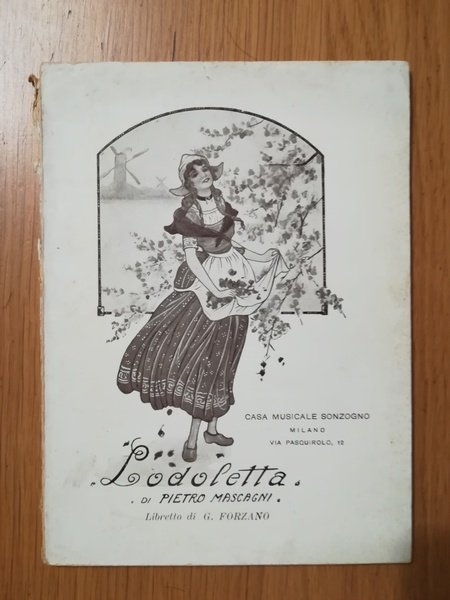 CASA MUSICALE SONZOGNO
MILANO
VIA PASQUIROLO, 12
Lodoletta
DI PIETRO MASCAGNI
Libretto di G. FORZANO